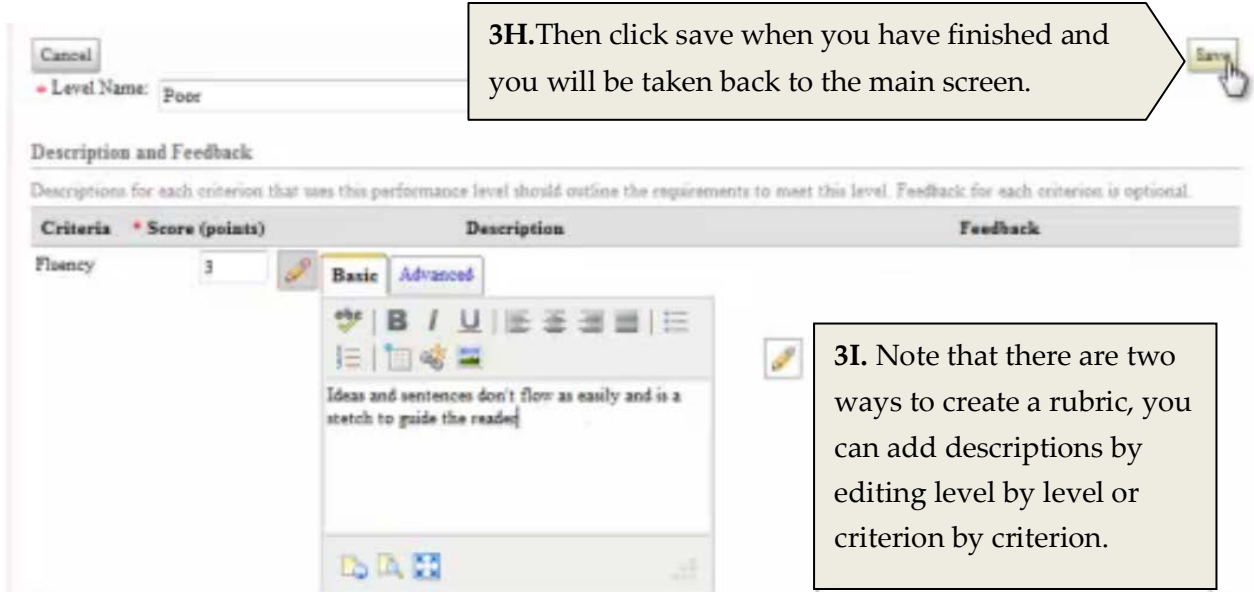 3H.Then click save when you have finished and
you will be taken back to the main screen.
Cancel
Save
* Level Name: Poor
Description and Feedback
Descriptions for each criterion that uses this performance level should outline the requirements to meet this level. Feedback for each criterion is optional.
Criteria * Score (points) Description Feedback
Fluency 3 Basic Advanced
abc B I U
Ideas and sentences don't flow as easily and is a
stetch to guide the reader
3I. Note that there are two
ways to create a rubric, you
can add descriptions by
editing level by level or
criterion by criterion.